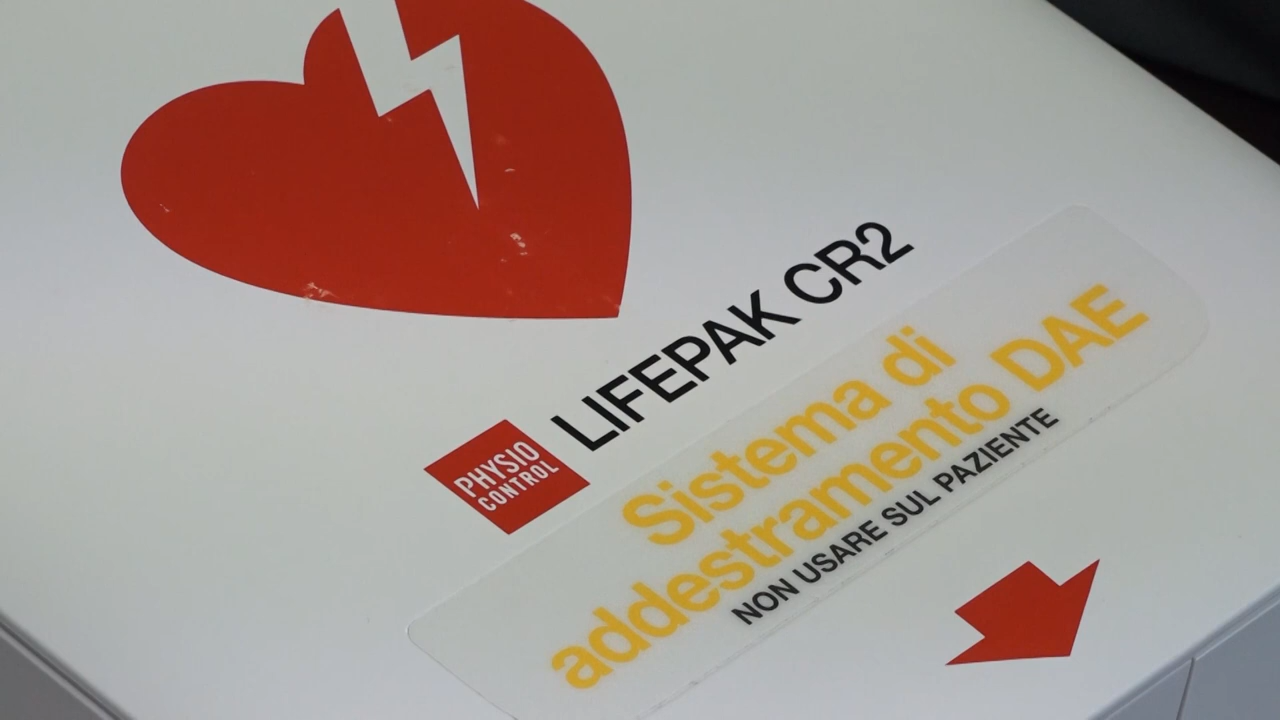 LIFEPAK CR2
PHYSIO
CONTROL
Sistema di
addestramento DAE
NON USARE SUL PAZIENTE